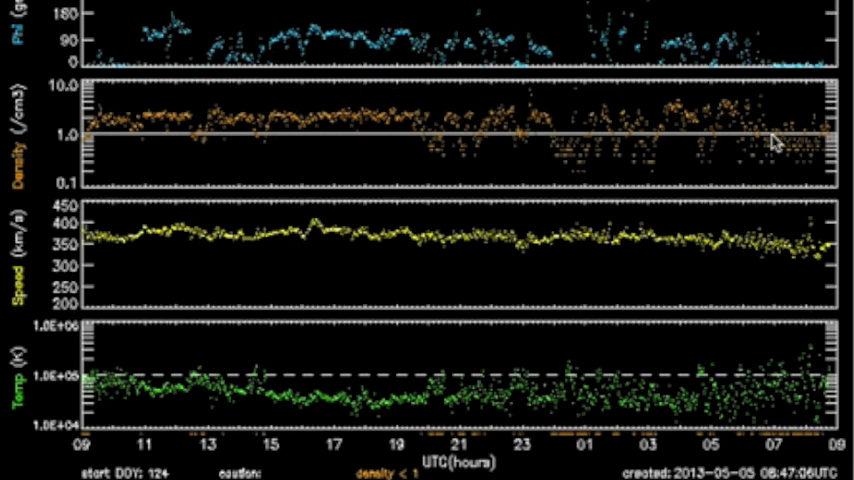 Phi (gs
180
90
0
Density (/cm3)
10.0
1.0
0.1
Speed (km/s)
450
400
350
300
250
200
Temp (K)
1.0E+06
1.0E+05
1.0E+04
09 11 13 15 17 19 21 23 01 03 05 07 09
UTC(hours)
start DOY: 124 caution: density < 1 created: 2013-05-05 08:47:06UTC